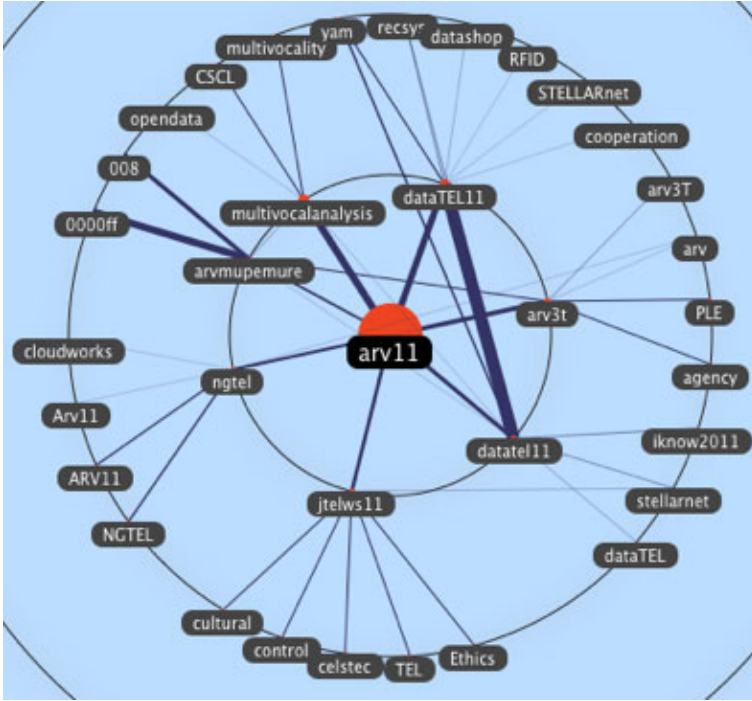 yam
recsys
datashop
multivocality
RFID
CSCL
STELLARnet
opendata
cooperation
008
arv3T
dataTEL11
multivocalanalysis
0000ff
arv
arvmupemure
PLE
arv3t
cloudworks
arv11
agency
ngtel
Arv11
iknow2011
datatel11
ARV11
stellarnet
jtelws11
NGTEL
dataTEL
cultural
control
Ethics
celstec
TEL